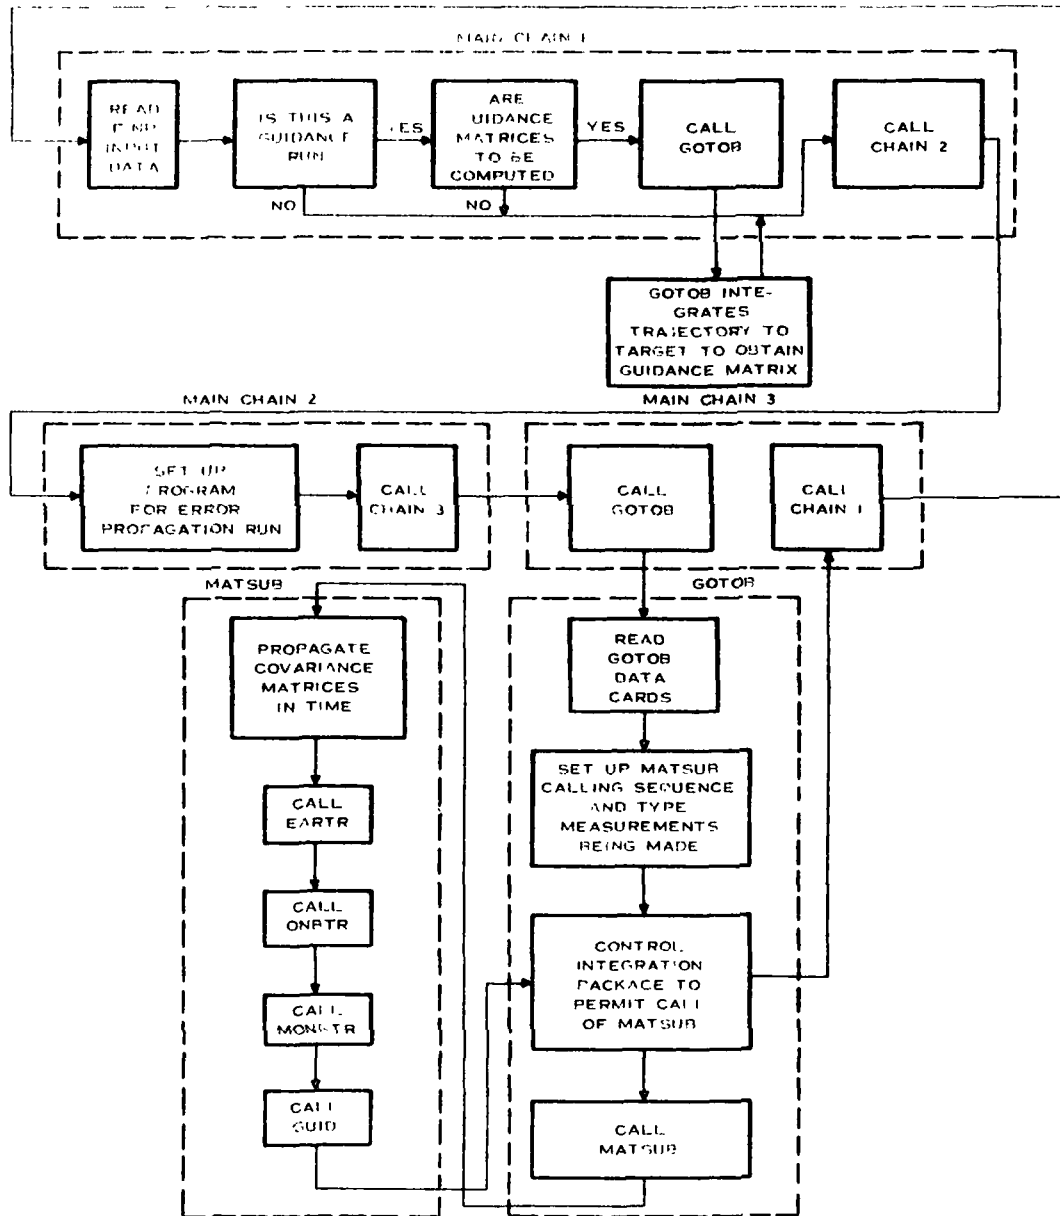 MAIN CHAIN 1
READ
INPUT
DATA
IS THIS A
GUIDANCE
RUN
YES
ARE
UIDANCE
MATRICES
TO BE
COMPUTED
YES
CALL
GOTOB
CALL
CHAIN 2
NO
NO
GOTOB INTE-
GRATES
TRAJECTORY TO
TARGET TO OBTAIN
GUIDANCE MATRIX
MAIN CHAIN 2
MAIN CHAIN 3
SET UP
PROGRAM
FOR ERROR
PROPAGATION RUN
CALL
CHAIN 3
CALL
GOTOB
CALL
CHAIN 1
MATSUB
GOTOB
PROPAGATE
COVARIANCE
MATRICES
IN TIME
CALL
EARTR
CALL
ONBTR
CALL
MONBTR
CALL
GUID
READ
GOTOB
DATA
CARDS
SET UP MATSUB
CALLING SEQUENCE
AND TYPE
MEASUREMENTS
BEING MADE
CONTROL
INTEGRATION
PACKAGE TO
PERMIT CALL
OF MATSUB
CALL
MATSUB